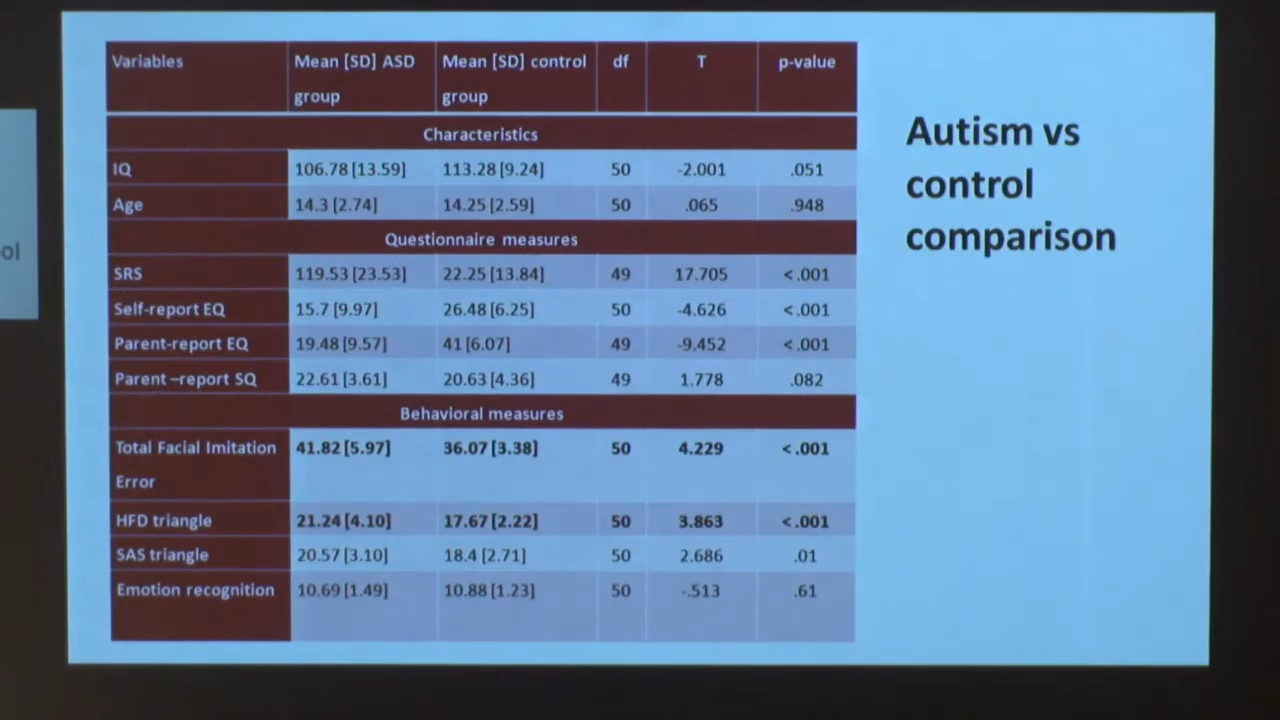 Variables Mean [SD] ASD group Mean [SD] control group df T p-value
Characteristics
IQ 106.78 [13.59] 113.28 [9.24] 50 -2.001 .051
Age 14.3 [2.74] 14.25 [2.59] 50 .065 .948
Questionnaire measures
SRS 119.53 [23.53] 22.25 [13.84] 49 17.705 <.001
Self-report EQ 15.7 [9.97] 26.48 [6.25] 50 -4.626 <.001
Parent-report EQ 19.48 [9.57] 41 [6.07] 49 -9.452 <.001
Parent –report SQ 22.61 [3.61] 20.63 [4.36] 49 1.778 .082
Behavioral measures
Total Facial Imitation Error 41.82 [5.97] 36.07 [3.38] 50 4.229 <.001
HFD triangle 21.24 [4.10] 17.67 [2.22] 50 3.863 <.001
SAS triangle 20.57 [3.10] 18.4 [2.71] 50 2.686 .01
Emotion recognition 10.69 [1.49] 10.88 [1.23] 50 -.513 .61
Autism vs
control
comparison
ol